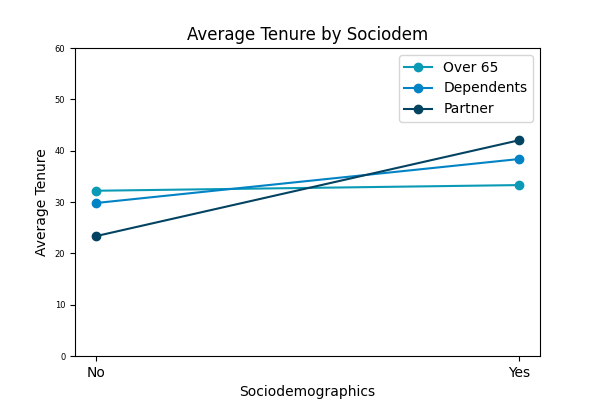 Average Tenure by Sociodem
Over 65
Dependents
Partner
Average Tenure
60
50
40
30
20
10
0
No
Yes
Sociodemographics